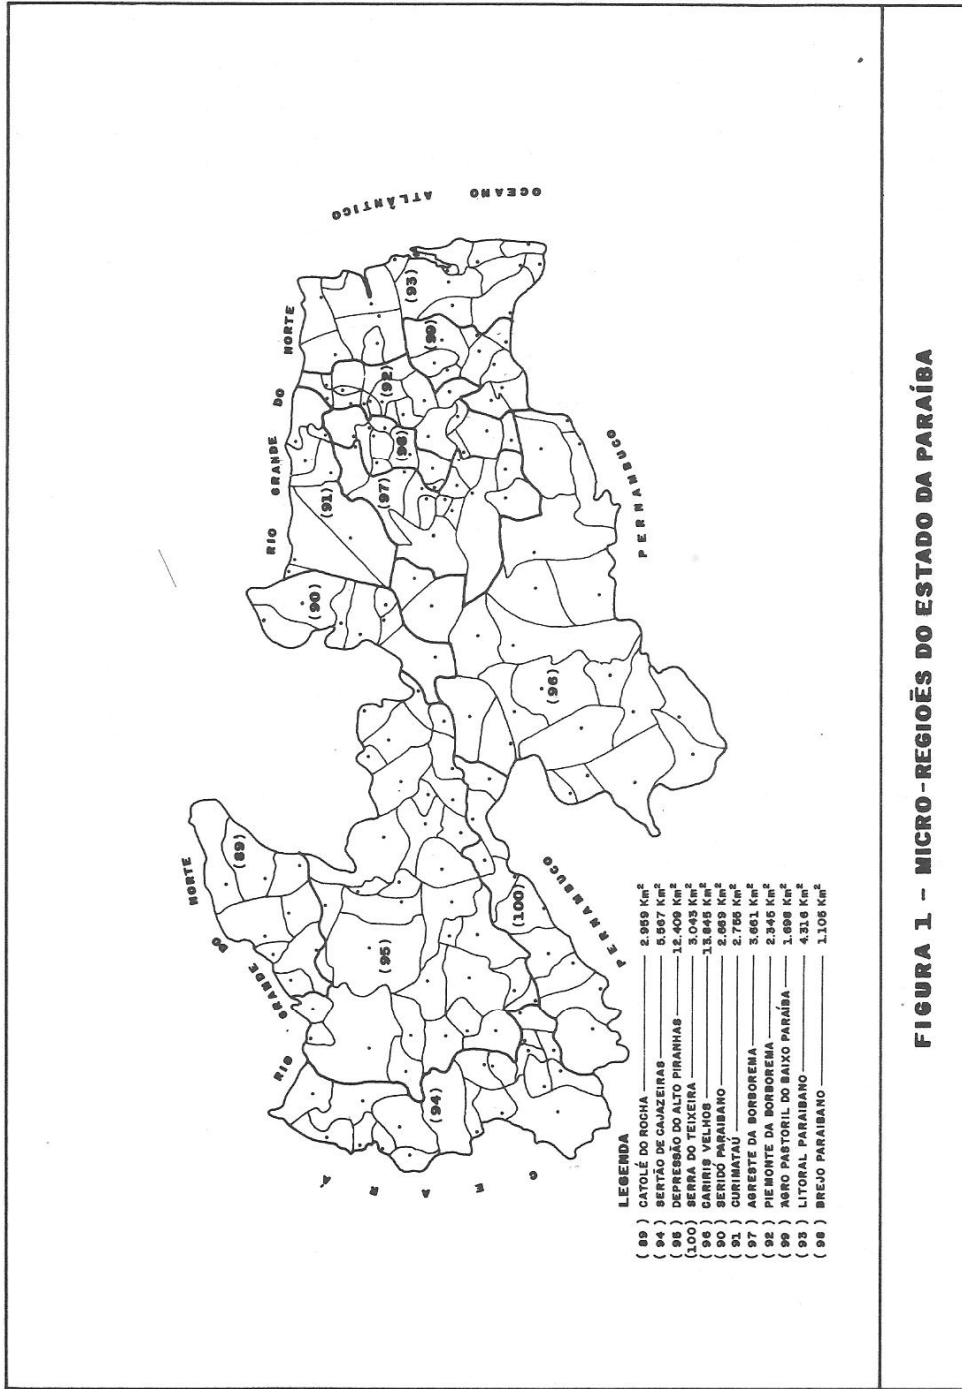 OCEANO ATLÂNTICO
RIO GRANDE DO NORTE
RIO GRANDE DO NORTE
CEARÁ
PERNAMBUCO
PERNAMBUCO
(89)
(90)
(91)
(92)
(93)
(94)
(95)
(96)
(97)
(98)
(99)
(100)
LEGENDA
(89) CATOLÉ DO ROCHA 2.959 Km²
(94) SERTÃO DE CAJAZEIRAS 5.567 Km²
(95) DEPRESSÃO DO ALTO PIRANHAS 12.409 Km²
(100) SERRA DO TEIXEIRA 3.043 Km²
(96) CARIRIS VELHOS 13.845 Km²
(90) SERIDÓ PARAIBANO 2.669 Km²
(91) CURIMATAÚ 2.755 Km²
(97) AGRESTE DA BORBOREMA 3.661 Km²
(92) PIEMONTE DA BORBOREMA 2.345 Km²
(99) AGRO PASTORIL DO BAIXO PARAÍBA 1.698 Km²
(93) LITORAL PARAIBANO 4.316 Km²
(98) BREJO PARAIBANO 1.105 Km²
FIGURA 1 - MICRO-REGIOẼS DO ESTADO DA PARAÍBA